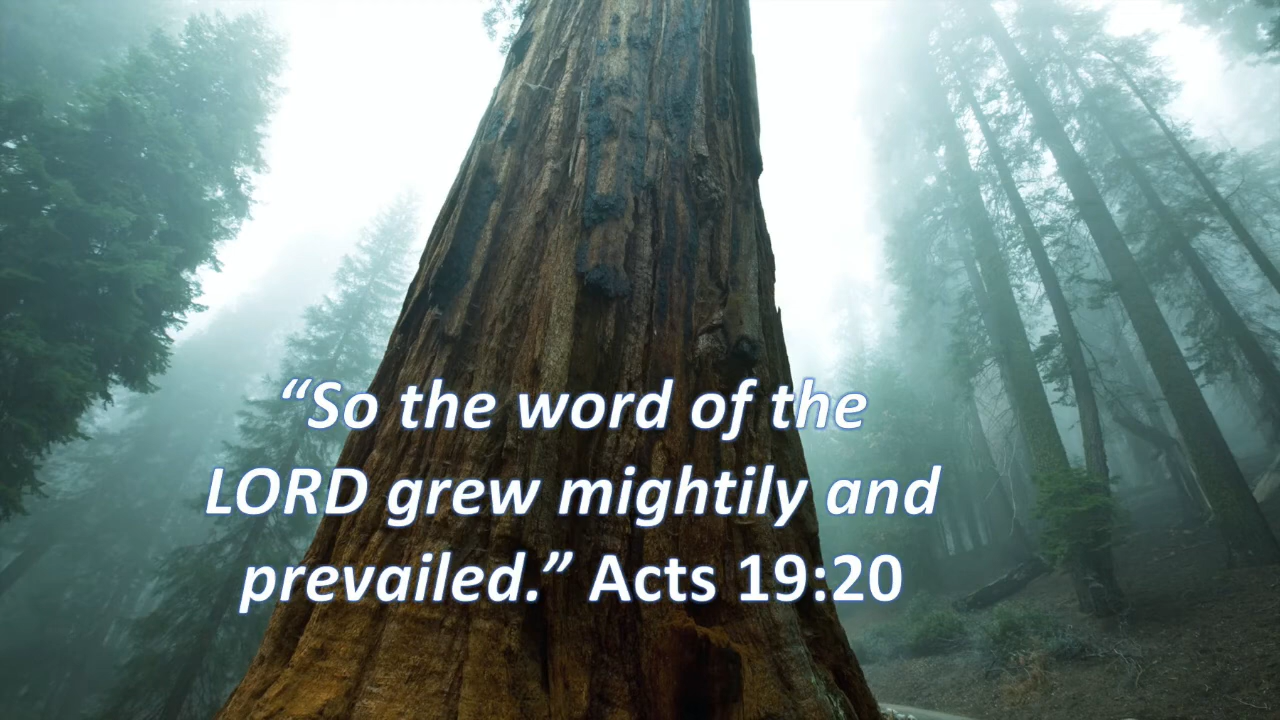 “So the word of the
LORD grew mightily and
prevailed.” Acts 19:20